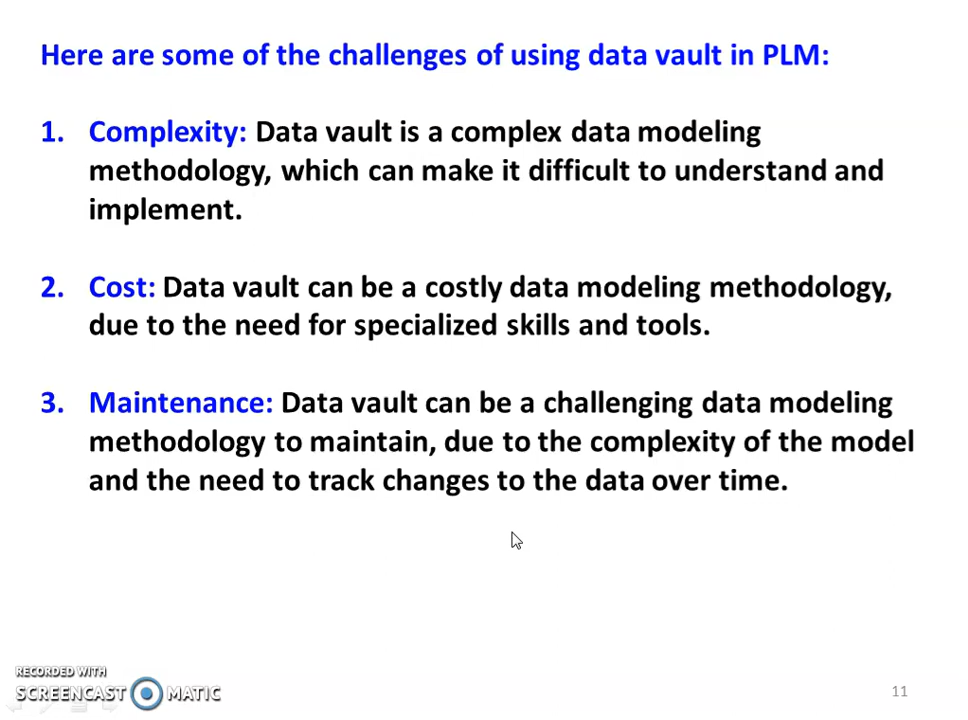 Here are some of the challenges of using data vault in PLM:
1. Complexity: Data vault is a complex data modeling
methodology, which can make it difficult to understand and
implement.
2. Cost: Data vault can be a costly data modeling methodology,
due to the need for specialized skills and tools.
3. Maintenance: Data vault can be a challenging data modeling
methodology to maintain, due to the complexity of the model
and the need to track changes to the data over time.
RECORDED WITH
SCREENCAST MATIC
11